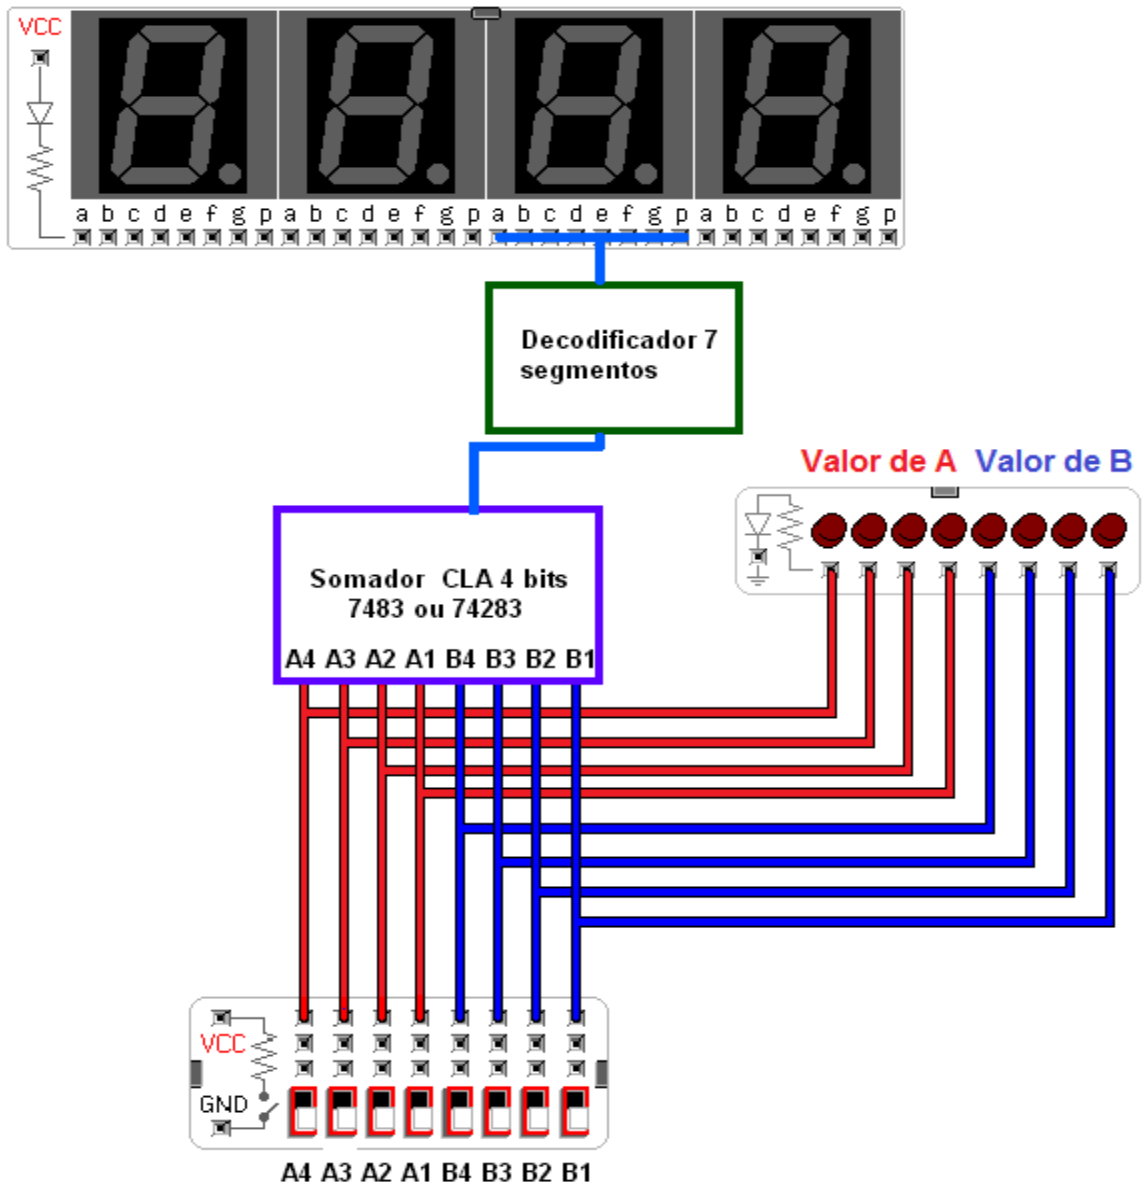 VCC
a b c d e f g p a b c d e f g p a b c d e f g p a b c d e f g p
Decodificador 7
segmentos
Valor de A Valor de B
Somador CLA 4 bits
7483 ou 74283
A4 A3 A2 A1 B4 B3 B2 B1
VCC
GND
A4 A3 A2 A1 B4 B3 B2 B1